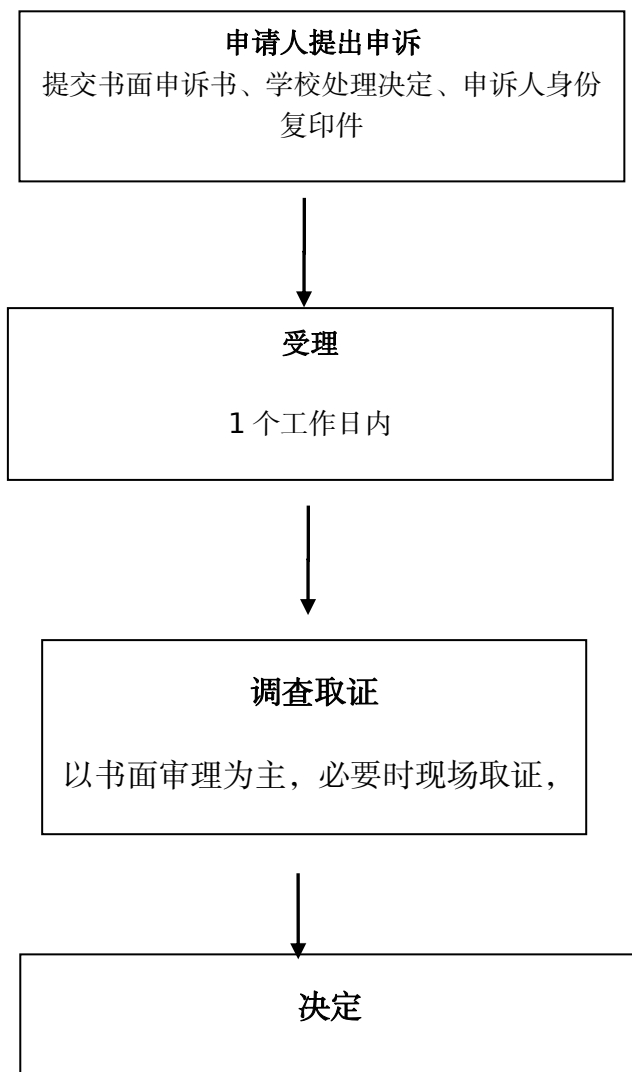 申请人提出申诉
提交书面申诉书、学校处理决定、申诉人身份
复印件
受理
1 个工作日内
调查取证
以书面审理为主，必要时现场取证，
决定